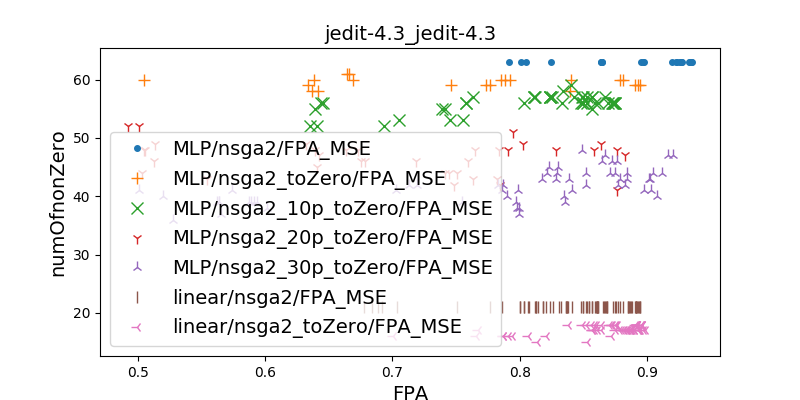 jedit-4.3_jedit-4.3
numOfnonZero
60
50
40
30
20
MLP/nsga2/FPA_MSE
MLP/nsga2_toZero/FPA_MSE
MLP/nsga2_10p_toZero/FPA_MSE
MLP/nsga2_20p_toZero/FPA_MSE
MLP/nsga2_30p_toZero/FPA_MSE
linear/nsga2/FPA_MSE
linear/nsga2_toZero/FPA_MSE
0.5 0.6 0.7 0.8 0.9
FPA